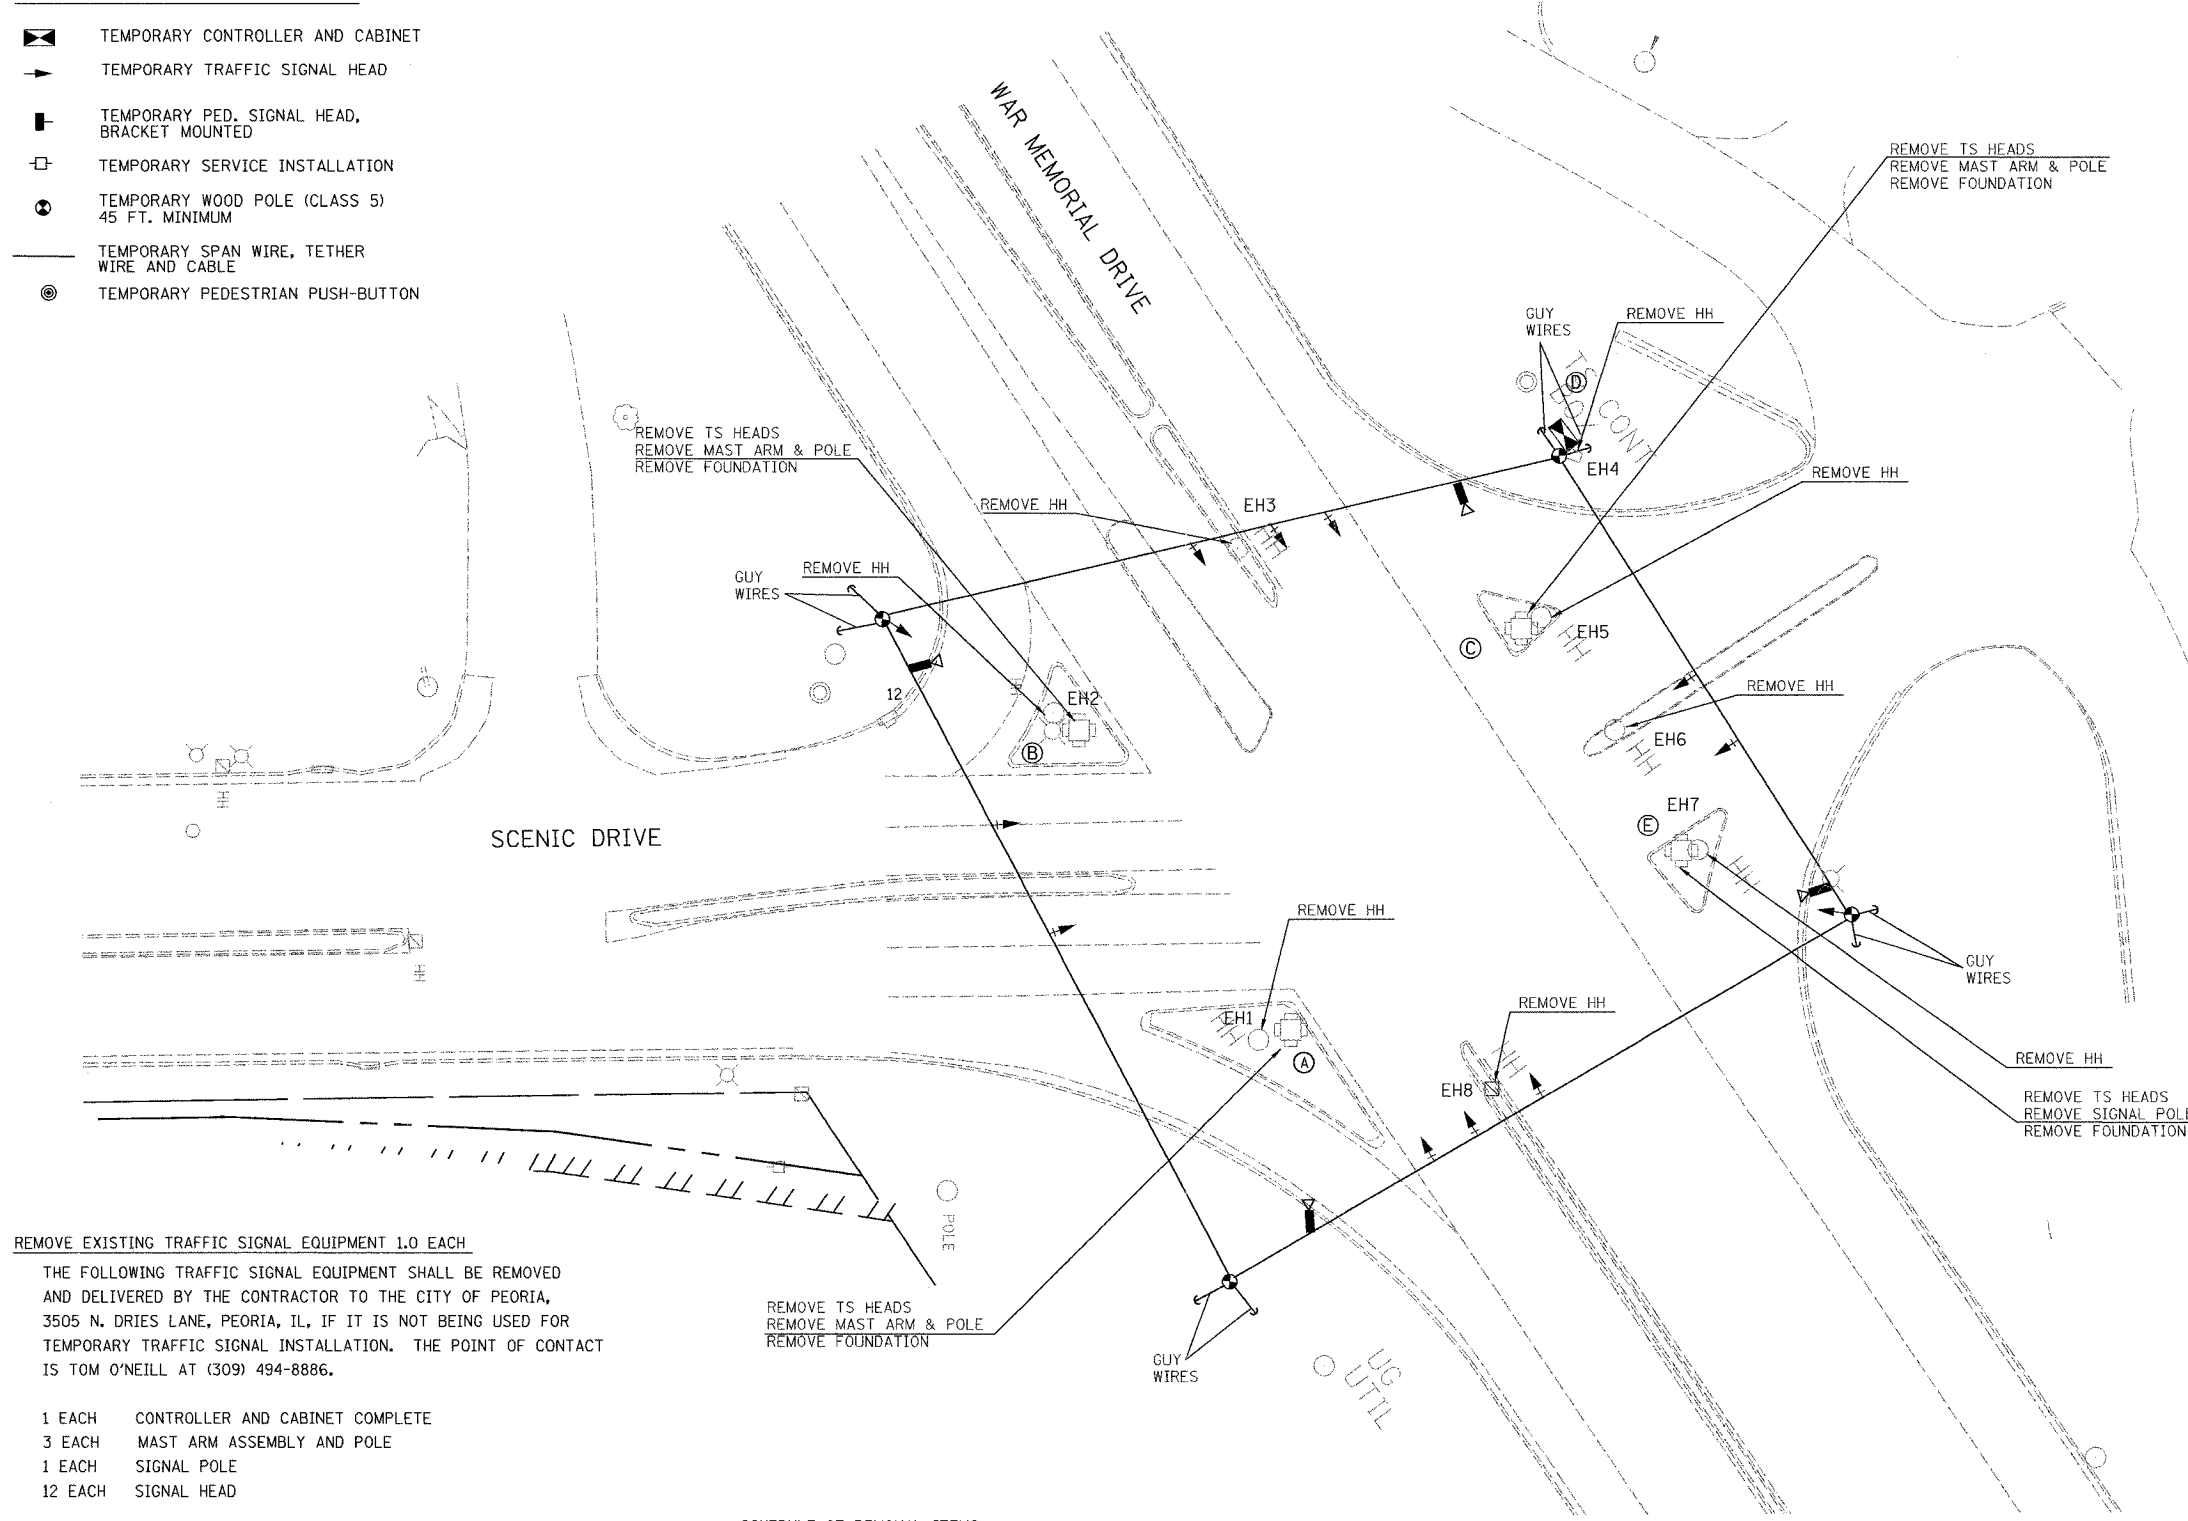 TEMPORARY CONTROLLER AND CABINET
TEMPORARY TRAFFIC SIGNAL HEAD
TEMPORARY PED. SIGNAL HEAD,
BRACKET MOUNTED
TEMPORARY SERVICE INSTALLATION
TEMPORARY WOOD POLE (CLASS 5)
45 FT. MINIMUM
TEMPORARY SPAN WIRE, TETHER
WIRE AND CABLE
TEMPORARY PEDESTRIAN PUSH-BUTTON
WAR MEMORIAL DRIVE
REMOVE TS HEADS
REMOVE MAST ARM & POLE
REMOVE FOUNDATION
GUY
WIRES
REMOVE HH
D
CONT
EH4
REMOVE HH
REMOVE TS HEADS
REMOVE MAST ARM & POLE
REMOVE FOUNDATION
REMOVE HH
EH3
HH
GUY
WIRES
REMOVE HH
C
EH5
HH
12
EH2
B
REMOVE HH
EH6
HH
SCENIC DRIVE
EH7
E
HH
REMOVE HH
GUY
WIRES
REMOVE HH
EH1
HH
A
EH8
HH
REMOVE HH
REMOVE TS HEADS
REMOVE SIGNAL POLE
REMOVE FOUNDATION
POLE
REMOVE EXISTING TRAFFIC SIGNAL EQUIPMENT 1.0 EACH
THE FOLLOWING TRAFFIC SIGNAL EQUIPMENT SHALL BE REMOVED
AND DELIVERED BY THE CONTRACTOR TO THE CITY OF PEORIA,
3505 N. DRIES LANE, PEORIA, IL, IF IT IS NOT BEING USED FOR
TEMPORARY TRAFFIC SIGNAL INSTALLATION. THE POINT OF CONTACT
IS TOM O'NEILL AT (309) 494-8886.
REMOVE TS HEADS
REMOVE MAST ARM & POLE
REMOVE FOUNDATION
GUY
WIRES
UG
UTIL
1 EACH CONTROLLER AND CABINET COMPLETE
3 EACH MAST ARM ASSEMBLY AND POLE
1 EACH SIGNAL POLE
12 EACH SIGNAL HEAD